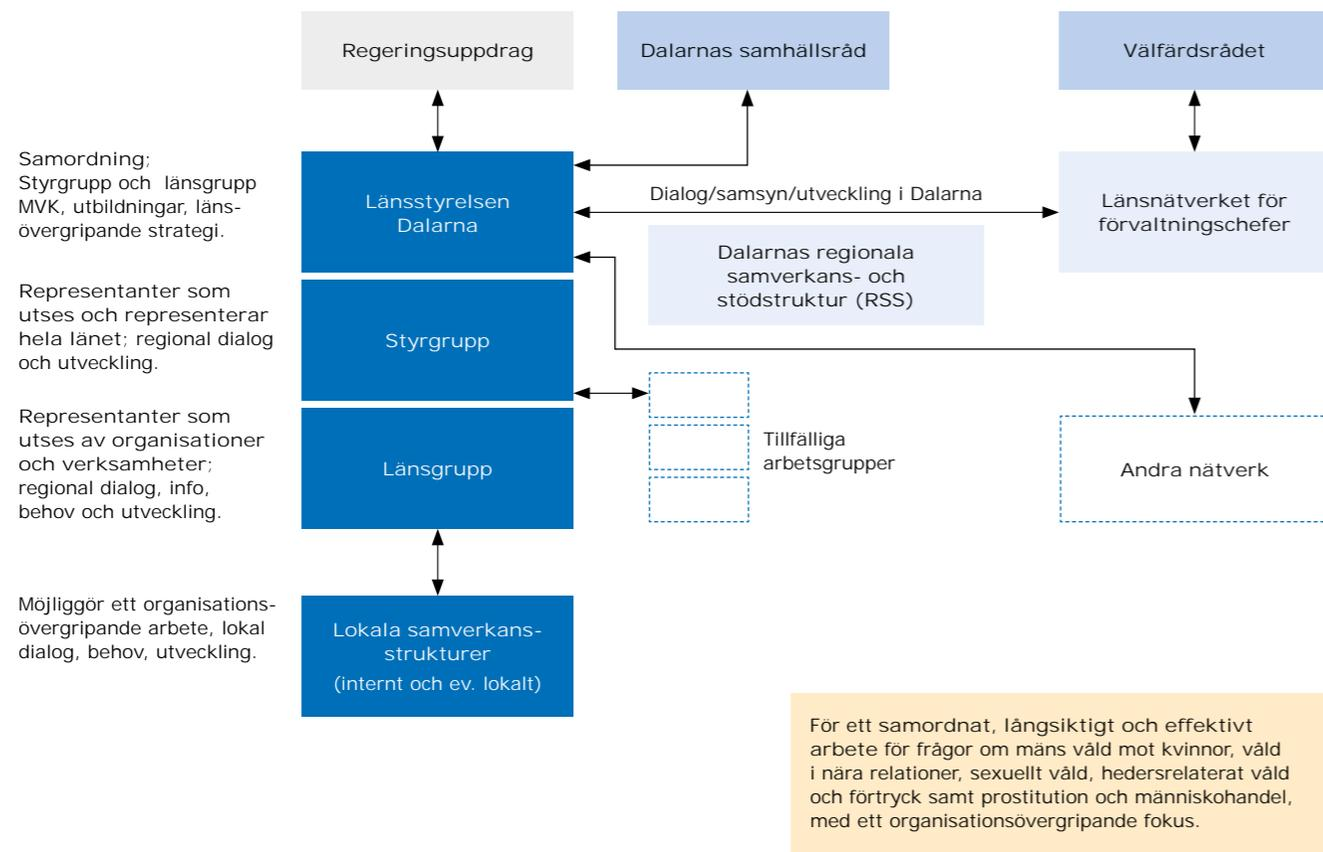 Regeringsuppdrag
Dalarnas samhällsråd
Välfärdsrådet
Samordning;
Styrgrupp och länsgrupp
MVK, utbildningar, läns-
övergripande strategi.
Länsstyrelsen
Dalarna
Dialog/samsyn/utveckling i Dalarna
Länsnätverket för
förvaltningschefer
Dalarnas regionala
samverkans- och
stödstruktur (RSS)
Representanter som
utses och representerar
hela länet; regional dialog
och utveckling.
Styrgrupp
Representanter som
utses av organisationer
och verksamheter;
regional dialog, info,
behov och utveckling.
Länsgrupp
Tillfälliga
arbetsgrupper
Andra nätverk
Möjliggör ett organisations-
övergripande arbete, lokal
dialog, behov, utveckling.
Lokala samverkans-
strukturer
(internt och ev. lokalt)
För ett samordnat, långsiktigt och effektivt
arbete för frågor om mäns våld mot kvinnor, våld
i nära relationer, sexuellt våld, hedersrelaterat våld
och förtryck samt prostitution och människohandel,
med ett organisationsövergripande fokus.